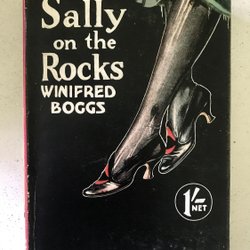 Sally
on the
Rocks
WINIFRED
BOGGS
1/-
NET